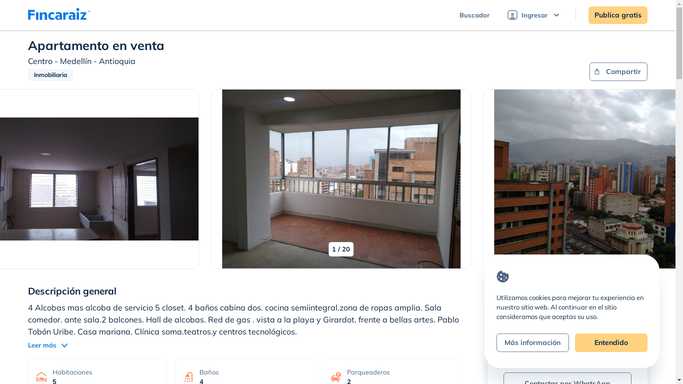 Fincaraiz
Buscador
Ingresar
Publica gratis
Apartamento en venta
Centro - Medellín - Antioquia
Inmobiliaria
Compartir
1 / 20
Descripción general
4 Alcobas mas alcoba de servicio 5 closet. 4 baños cabina dos. cocina semiintegral.zona de ropas amplia. Sala
comedor. ante sala.2 balcones. Hall de alcobas. Red de gas . vista a la playa y Girardot. frente a bellas artes. Pablo
Tobón Uribe. Casa mariana. Clínica soma.teatros.y centros tecnológicos.
Leer más
Habitaciones
5
Baños
4
Parqueaderos
2
Utilizamos cookies para mejorar tu experiencia en
nuestro sitio web. Al continuar en el sitio
consideramos que aceptas su uso.
Más información
Entendido
Contactar por WhatsApp